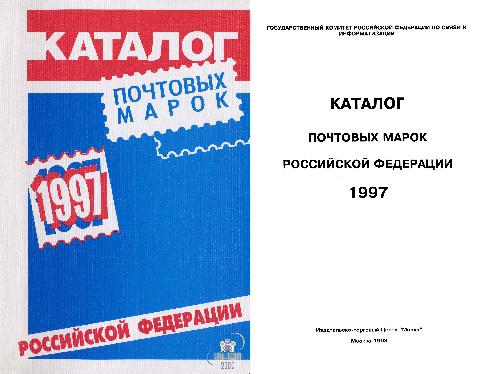 КАТАЛОГ
ПОЧТОВЫХ
МАРОК
1997
РОССИЙСКОЙ ФЕДЕРАЦИИ
ГОСУДАРСТВЕННЫЙ КОМИТЕТ РОССИЙСКОЙ ФЕДЕРАЦИИ ПО СВЯЗИ И
ИНФОРМАТИЗАЦИИ
КАТАЛОГ
ПОЧТОВЫХ МАРОК
РОССИЙСКОЙ ФЕДЕРАЦИИ
1997
Издательско-торговый Центр "Марка"
Москва-1998